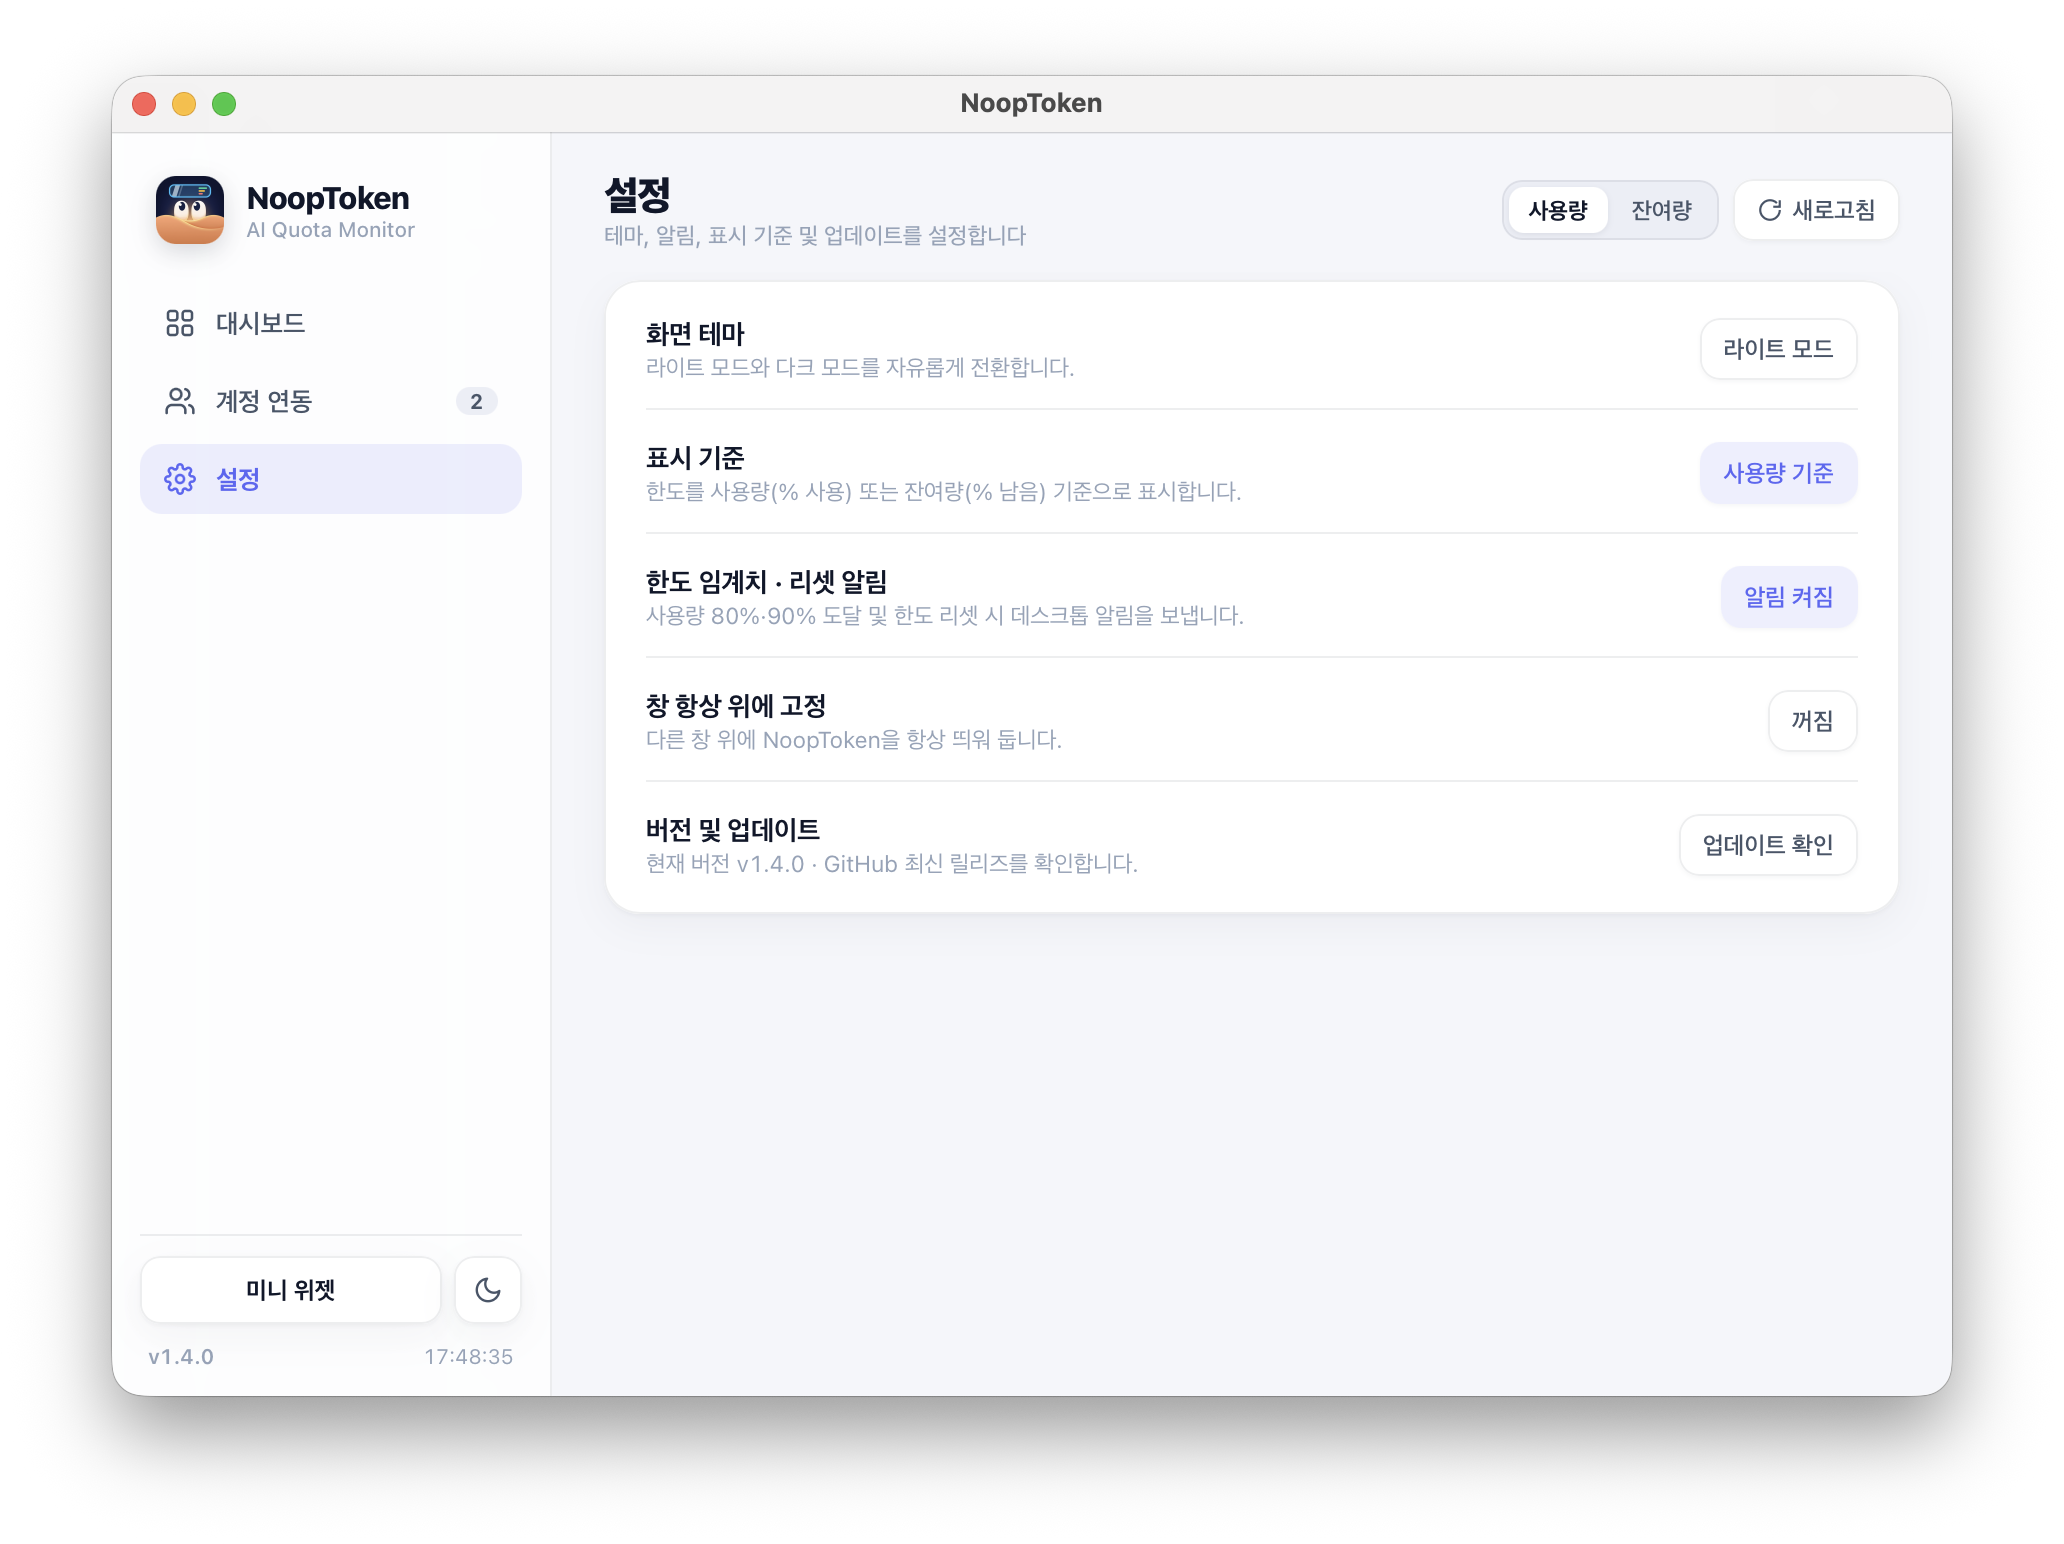 NoopToken
NoopToken
AI Quota Monitor
대시보드
계정 연동 2
설정
미니 위젯
v1.4.0 17:48:35
설정
테마, 알림, 표시 기준 및 업데이트를 설정합니다
사용량 잔여량 새로고침
화면 테마
라이트 모드와 다크 모드를 자유롭게 전환합니다.
라이트 모드
표시 기준
한도를 사용량(% 사용) 또는 잔여량(% 남음) 기준으로 표시합니다.
사용량 기준
한도 임계치 · 리셋 알림
사용량 80%·90% 도달 및 한도 리셋 시 데스크톱 알림을 보냅니다.
알림 켜짐
창 항상 위에 고정
다른 창 위에 NoopToken을 항상 띄워 둡니다.
꺼짐
버전 및 업데이트
현재 버전 v1.4.0 · GitHub 최신 릴리즈를 확인합니다.
업데이트 확인